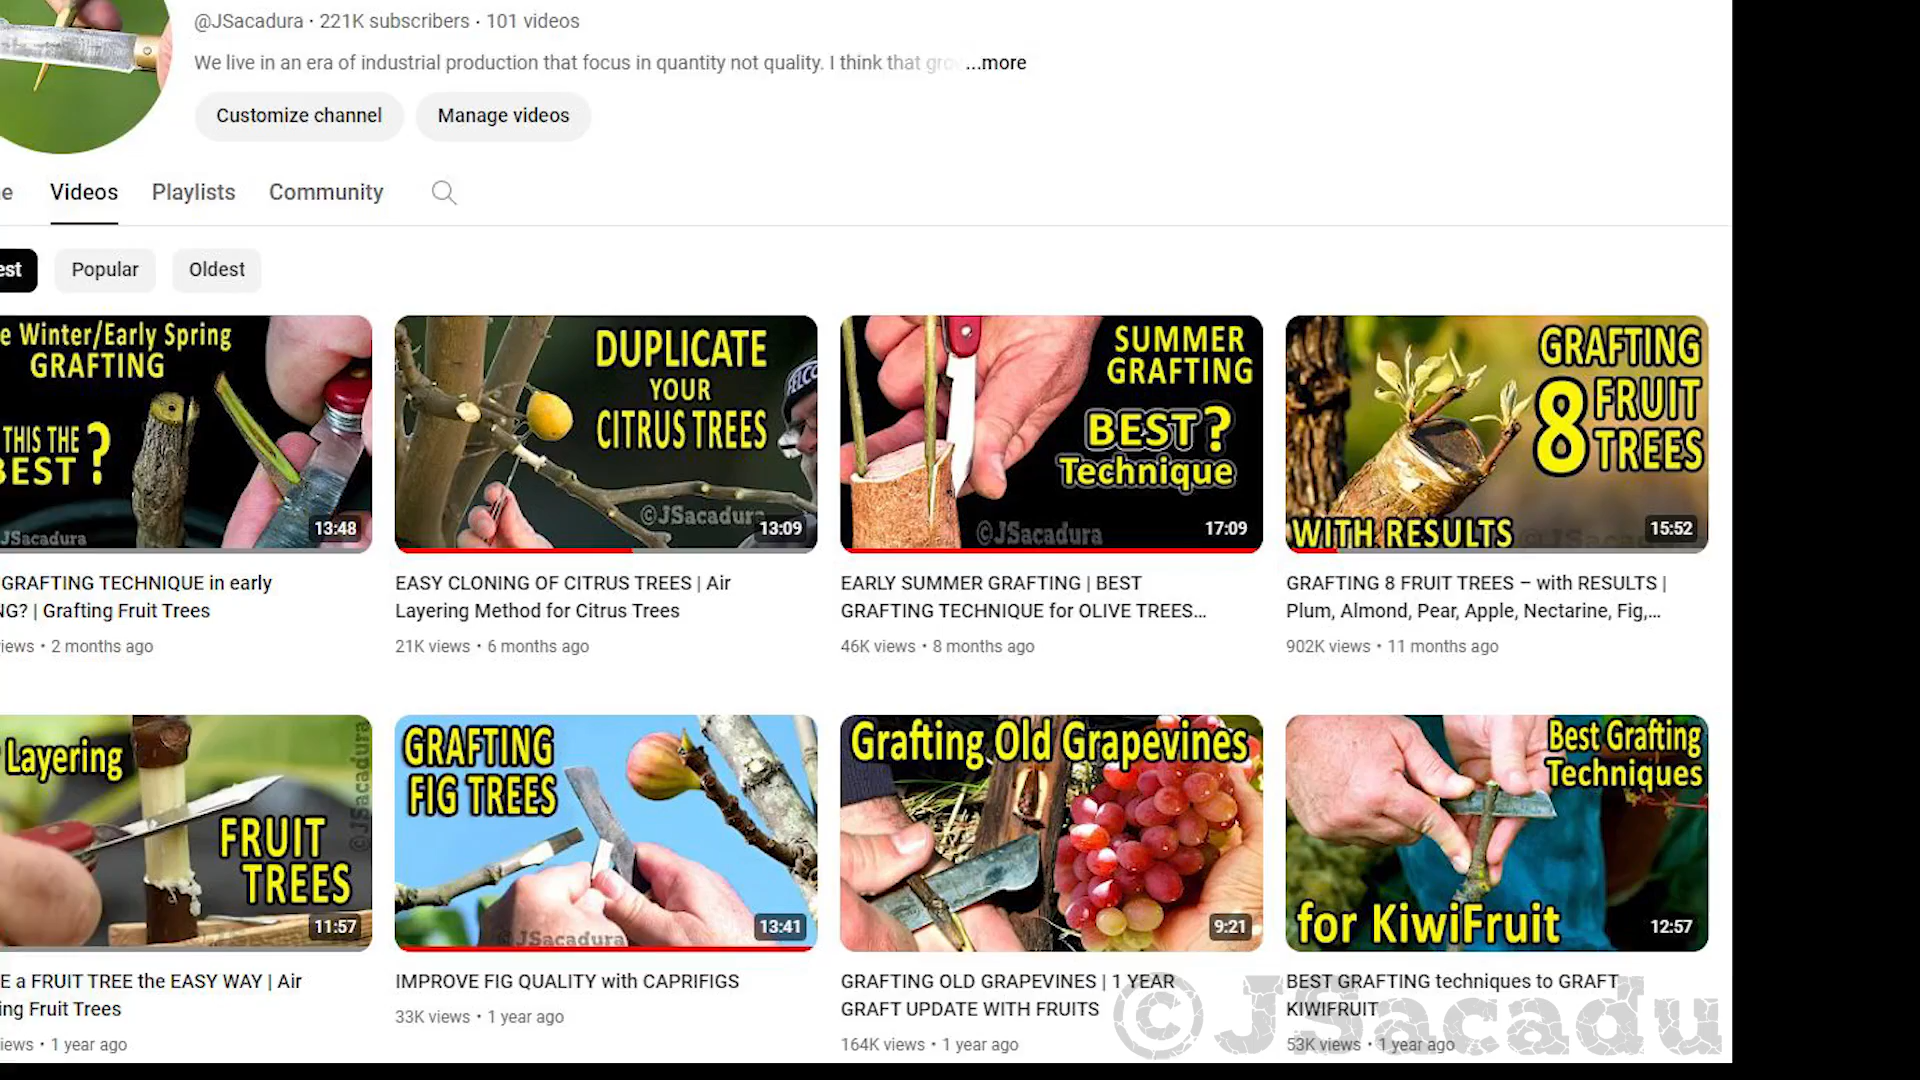 @JSacadura · 221K subscribers · 101 videos
We live in an era of industrial production that focus in quantity not quality. I think that gro ...more
Customize channel
Manage videos
e
Videos
Playlists
Community
est
Popular
Oldest
e Winter/Early Spring
GRAFTING
THIS THE
BEST ?
JSacadura
13:48
DUPLICATE
YOUR
CITRUS TREES
©JSacadura
13:09
SUMMER
GRAFTING
BEST?
Technique
©JSacadura
17:09
GRAFTING
8 FRUIT
TREES
WITH RESULTS
15:52
GRAFTING TECHNIQUE in early
NG? | Grafting Fruit Trees
iews • 2 months ago
EASY CLONING OF CITRUS TREES | Air
Layering Method for Citrus Trees
21K views • 6 months ago
EARLY SUMMER GRAFTING | BEST
GRAFTING TECHNIQUE for OLIVE TREES...
46K views • 8 months ago
GRAFTING 8 FRUIT TREES – with RESULTS |
Plum, Almond, Pear, Apple, Nectarine, Fig,...
902K views • 11 months ago
Layering
FRUIT
TREES
©JSacadura
11:57
GRAFTING
FIG TREES
©JSacadura
13:41
Grafting Old Grapevines
9:21
Best Grafting
Techniques
for KiwiFruit
12:57
E a FRUIT TREE the EASY WAY | Air
ing Fruit Trees
iews • 1 year ago
IMPROVE FIG QUALITY with CAPRIFIGS
33K views • 1 year ago
GRAFTING OLD GRAPEVINES | 1 YEAR
GRAFT UPDATE WITH FRUITS
164K views • 1 year ago
BEST GRAFTING techniques to GRAFT
KIWIFRUIT
53K views • 1 year ago
©JSacadu